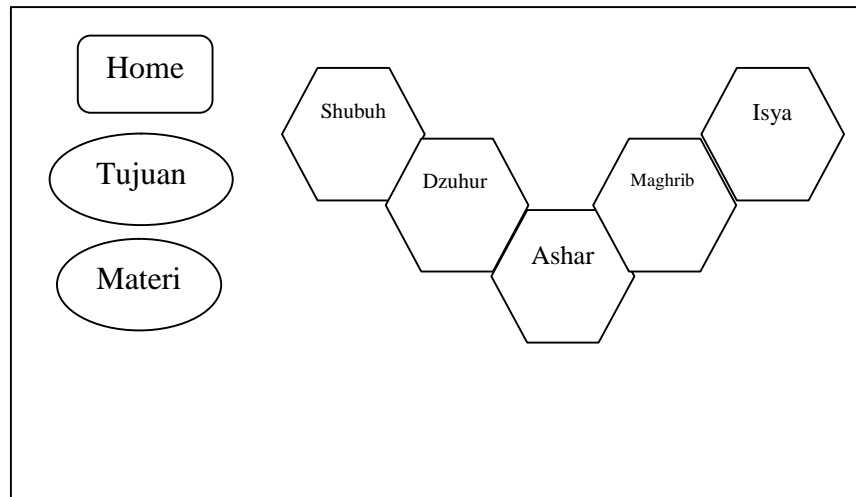 Home
Tujuan
Materi
Shubuh
Dzuhur
Ashar
Maghrib
Isya